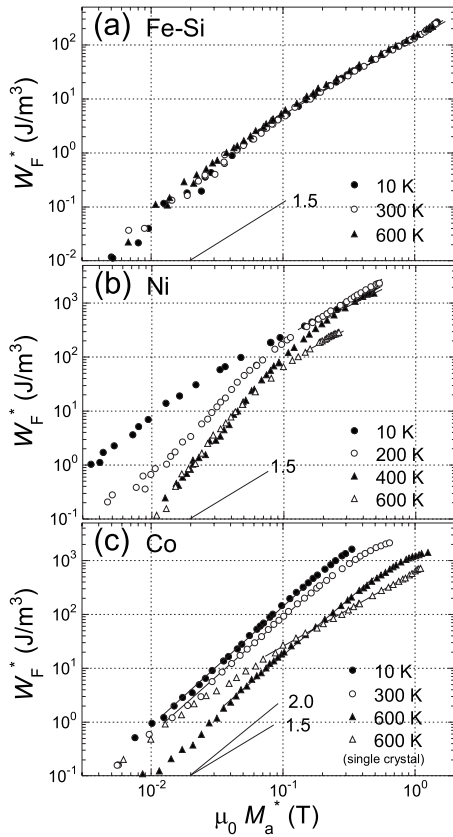 (a) Fe-Si
W_F^* (J/m^3)
10^2
10^1
10^0
10^-1
10^-2
1.5
10 K
300 K
600 K
(b) Ni
W_F^* (J/m^3)
10^3
10^2
10^1
10^0
10^-1
1.5
10 K
200 K
400 K
600 K
(c) Co
W_F^* (J/m^3)
10^3
10^2
10^1
10^0
10^-1
2.0
1.5
10 K
300 K
600 K
600 K
(single crystal)
10^-2
10^-1
10^0
μ_0 M_a^* (T)